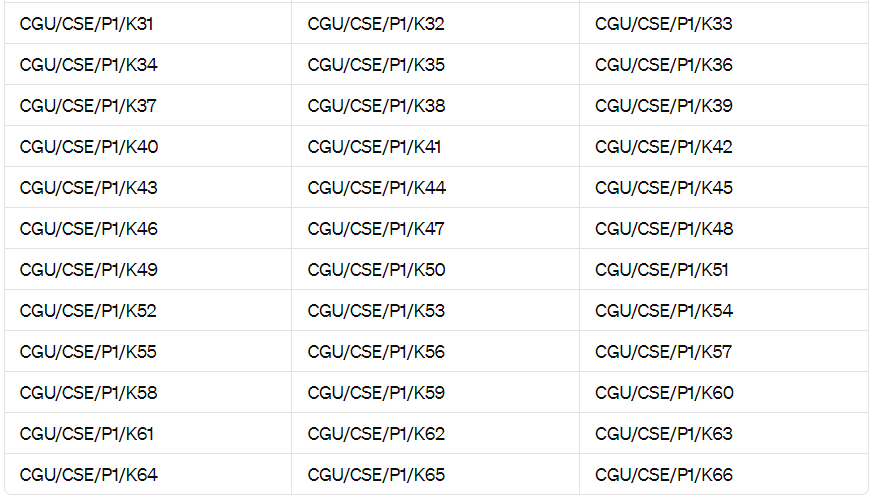 CGU/CSE/P1/K31 CGU/CSE/P1/K32 CGU/CSE/P1/K33
CGU/CSE/P1/K34 CGU/CSE/P1/K35 CGU/CSE/P1/K36
CGU/CSE/P1/K37 CGU/CSE/P1/K38 CGU/CSE/P1/K39
CGU/CSE/P1/K40 CGU/CSE/P1/K41 CGU/CSE/P1/K42
CGU/CSE/P1/K43 CGU/CSE/P1/K44 CGU/CSE/P1/K45
CGU/CSE/P1/K46 CGU/CSE/P1/K47 CGU/CSE/P1/K48
CGU/CSE/P1/K49 CGU/CSE/P1/K50 CGU/CSE/P1/K51
CGU/CSE/P1/K52 CGU/CSE/P1/K53 CGU/CSE/P1/K54
CGU/CSE/P1/K55 CGU/CSE/P1/K56 CGU/CSE/P1/K57
CGU/CSE/P1/K58 CGU/CSE/P1/K59 CGU/CSE/P1/K60
CGU/CSE/P1/K61 CGU/CSE/P1/K62 CGU/CSE/P1/K63
CGU/CSE/P1/K64 CGU/CSE/P1/K65 CGU/CSE/P1/K66